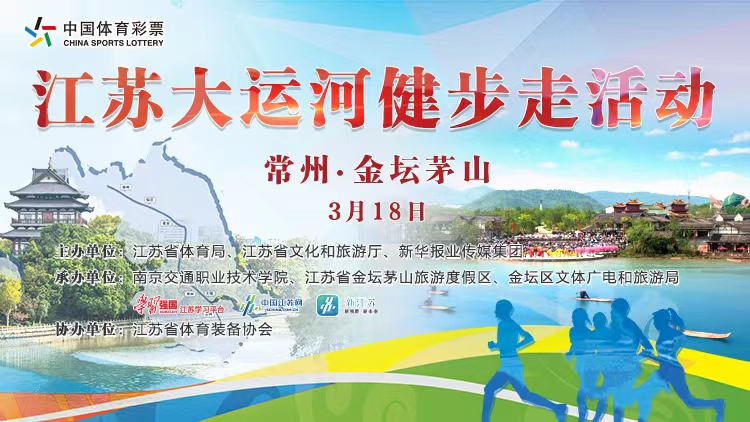 中国体育彩票
CHINA SPORTS LOTTERY
江苏大运河健步走活动
常州·金坛茅山
3月18日
主办单位：江苏省体育局、江苏省文化和旅游厅、新华报业传媒集团
承办单位：南京交通职业技术学院、江苏省金坛茅山旅游度假区、金坛区文体广电和旅游局
学习强国 江苏学习平台 中国江苏网 JSCHINA.COM.CN 新江苏
协办单位：江苏省体育装备协会